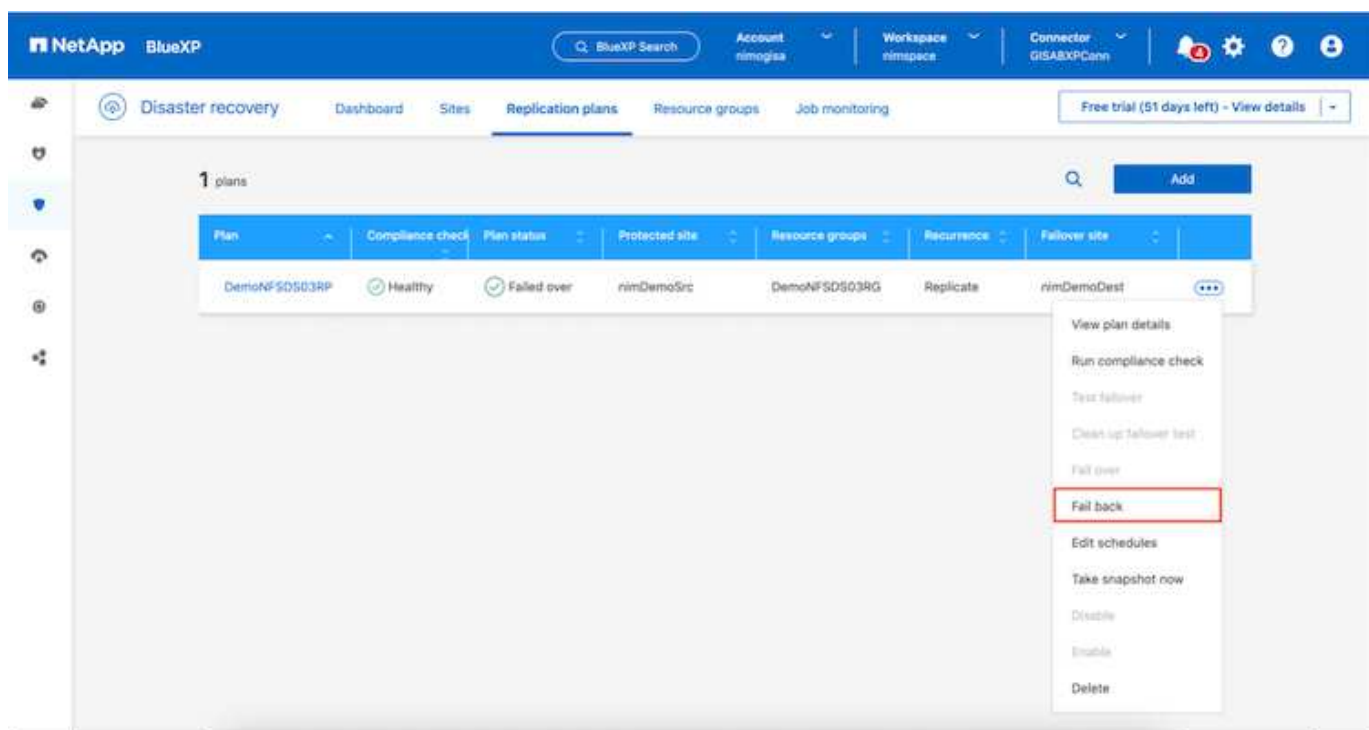 NetApp BlueXP BlueXP Search Account Workspace Connector
nimogisa nimspace GISABXPConn 4
Disaster recovery Dashboard Sites Replication plans Resource groups Job monitoring Free trial (51 days left) - View details
1 plans Add
Plan Compliance check Plan status Protected site Resource groups Recurrence Failover site
DemoNFSDS03RP Healthy Failed over nimDemoSrc DemoNFSDS03RG Replicate nimDemoDest
View plan details
Run compliance check
Test failover
Clean up failover test
Fail over
Fail back
Edit schedules
Take snapshot now
Disable
Enable
Delete